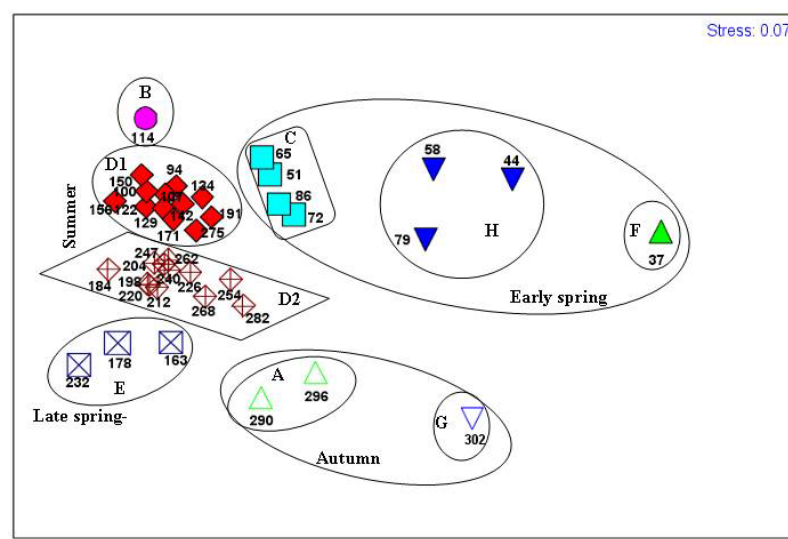 Stress: 0.07
B
114
D1
94
150
100
107
134
156
122
142
191
129
171
275
Summer
C
65
51
86
72
58
44
79
H
F
37
Early spring
247
262
204
184
198
240
226
254
220
212
268
282
D2
178
163
232
E
Late spring-
A
296
290
G
302
Autumn